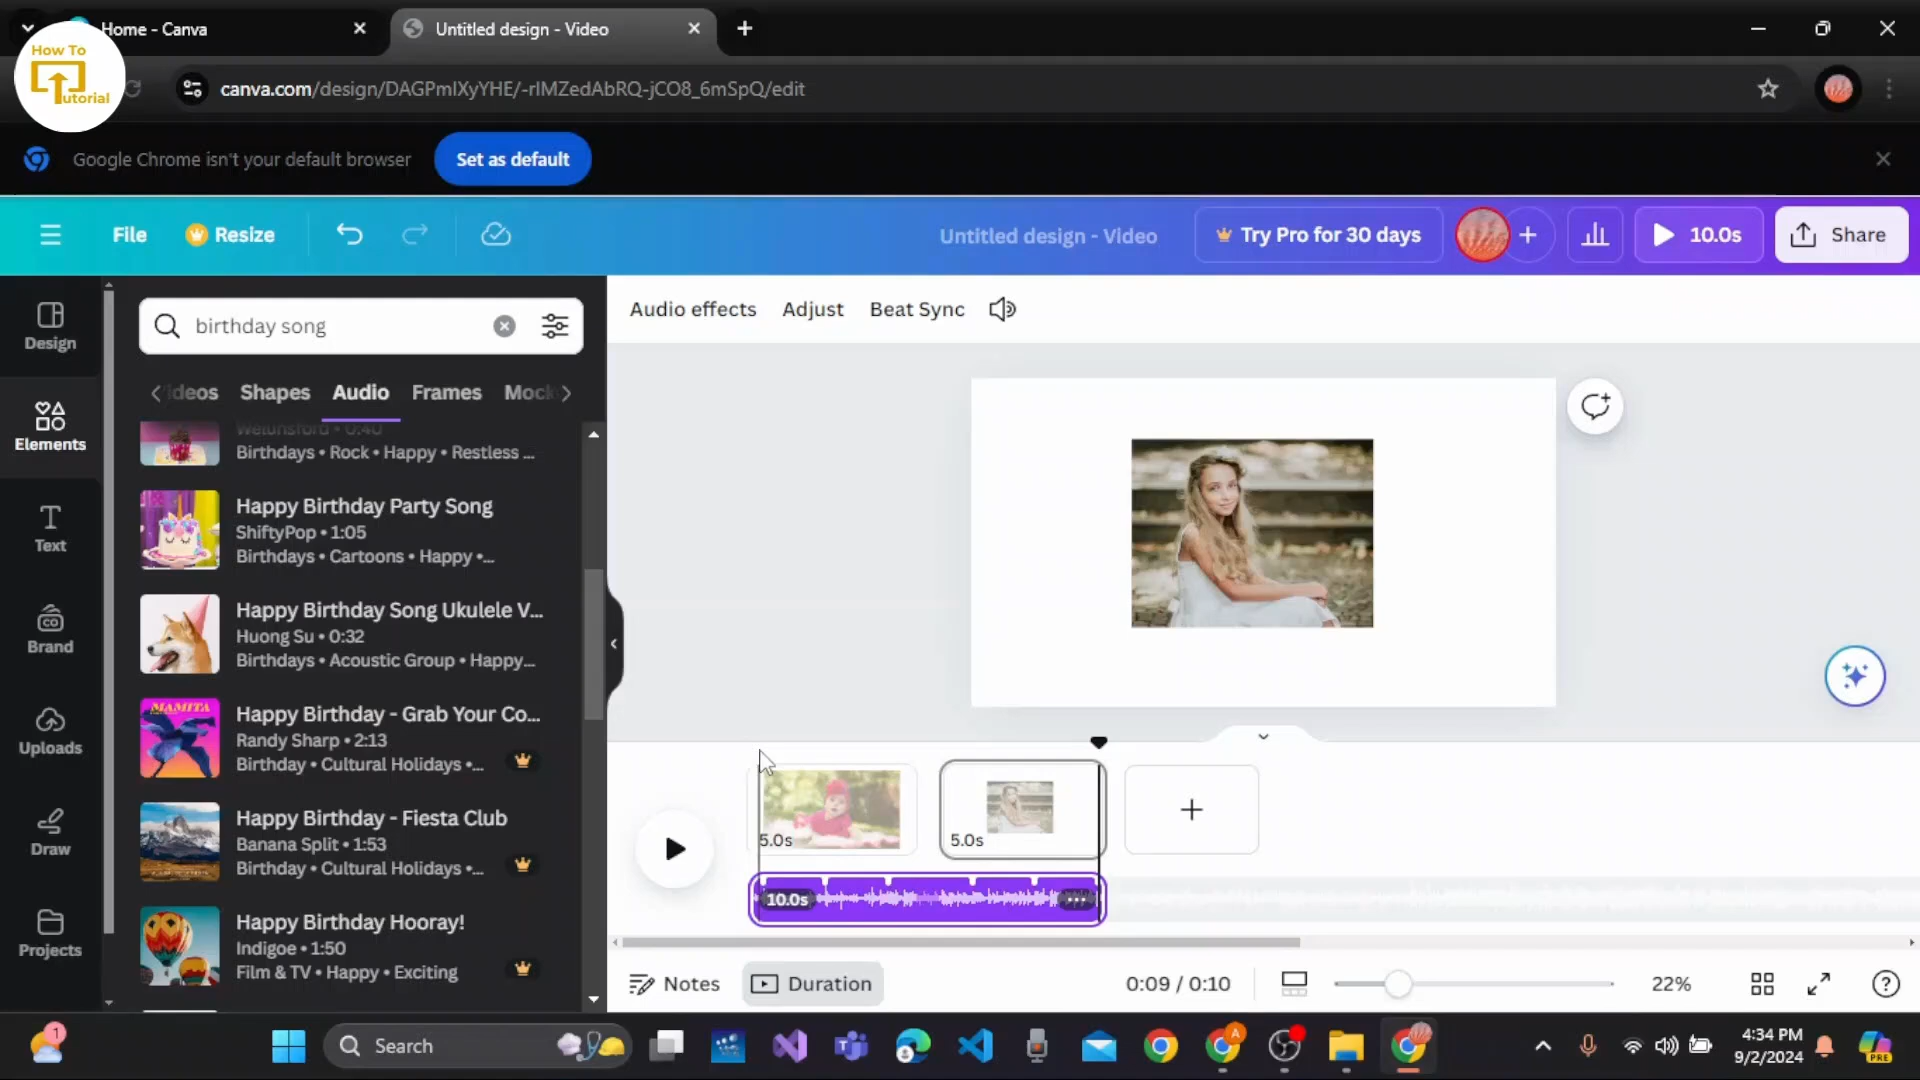 Home - Canva
Untitled design - Video
How To
utorial
canva.com/design/DAGPmIXyYHE/-rIMZedAbRQ-jCO8_6mSpQ/edit
Google Chrome isn't your default browser
Set as default
File
Resize
Untitled design - Video
Try Pro for 30 days
10.0s
Share
Design
Elements
Text
Brand
Uploads
Draw
Projects
birthday song
Shapes
Audio
Frames
Birthdays • Rock • Happy • Restless ...
Happy Birthday Party Song
ShiftyPop • 1:05
Birthdays • Cartoons • Happy •...
Happy Birthday Song Ukulele V...
Huong Su • 0:32
Birthdays • Acoustic Group • Happy...
MAMITA
Happy Birthday - Grab Your Co...
Randy Sharp • 2:13
Birthday • Cultural Holidays •...
Happy Birthday - Fiesta Club
Banana Split • 1:53
Birthday • Cultural Holidays •...
Happy Birthday Hooray!
Indigoe • 1:50
Film & TV • Happy • Exciting
Audio effects
Adjust
Beat Sync
5.0s
5.0s
10.0s
Notes
Duration
0:09 / 0:10
22%
1
Search
4:34 PM
9/2/2024
PRE